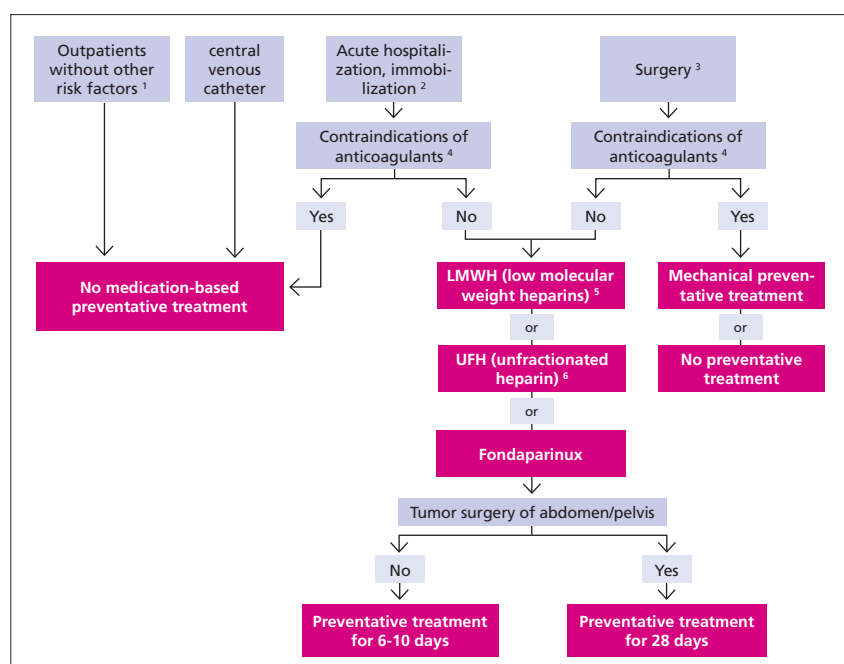 Outpatients
without other
risk factors 1
central
venous
catheter
Acute hospitali-
zation, immobi-
lization 2
Surgery 3
Contraindications of
anticoagulants 4
Contraindications of
anticoagulants 4
Yes
No
No
Yes
No medication-based
preventative treatment
LMWH (low molecular
weight heparins) 5
Mechanical preven-
tative treatment
or
or
UFH (unfractionated
heparin) 6
No preventative
treatment
or
Fondaparinux
Tumor surgery of abdomen/pelvis
No
Yes
Preventative treatment
for 6-10 days
Preventative treatment
for 28 days